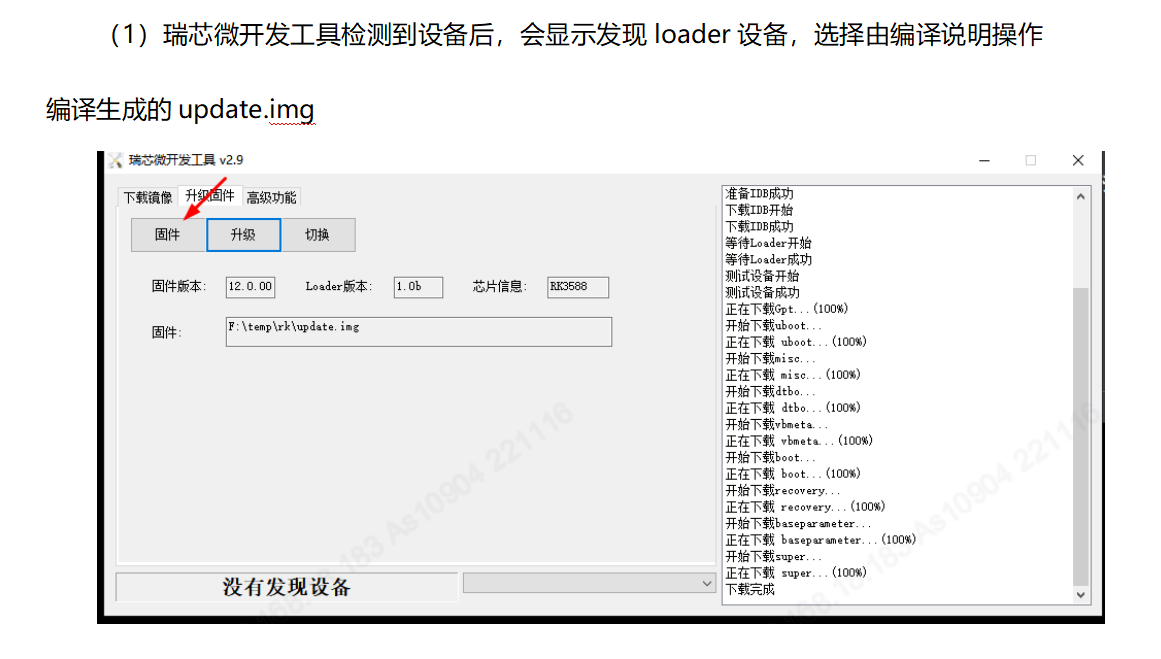 （1）瑞芯微开发工具检测到设备后，会显示发现 loader 设备，选择由编译说明操作
编译生成的 update.img
瑞芯微开发工具 v2.9
下载镜像 升级固件 高级功能
固件 升级 切换
固件版本: 12.0.00 Loader版本: 1.0b 芯片信息: RK3588
固件: F:\temp\rk\update.img
准备IDB成功
下载IDB开始
下载IDB成功
等待Loader开始
等待Loader成功
测试设备开始
测试设备成功
正在下载Gpt...(100%)
开始下载uboot...
正在下载 uboot...(100%)
开始下载misc...
正在下载 misc...(100%)
开始下载dtbo...
正在下载 dtbo...(100%)
开始下载vbmeta...
正在下载 vbmeta...(100%)
开始下载boot...
正在下载 boot...(100%)
开始下载recovery...
正在下载 recovery...(100%)
开始下载baseparameter...
正在下载 baseparameter...(100%)
开始下载super...
正在下载 super...(100%)
下载完成
没有发现设备
183 As10904 221116
168.18.183 As10904 221116